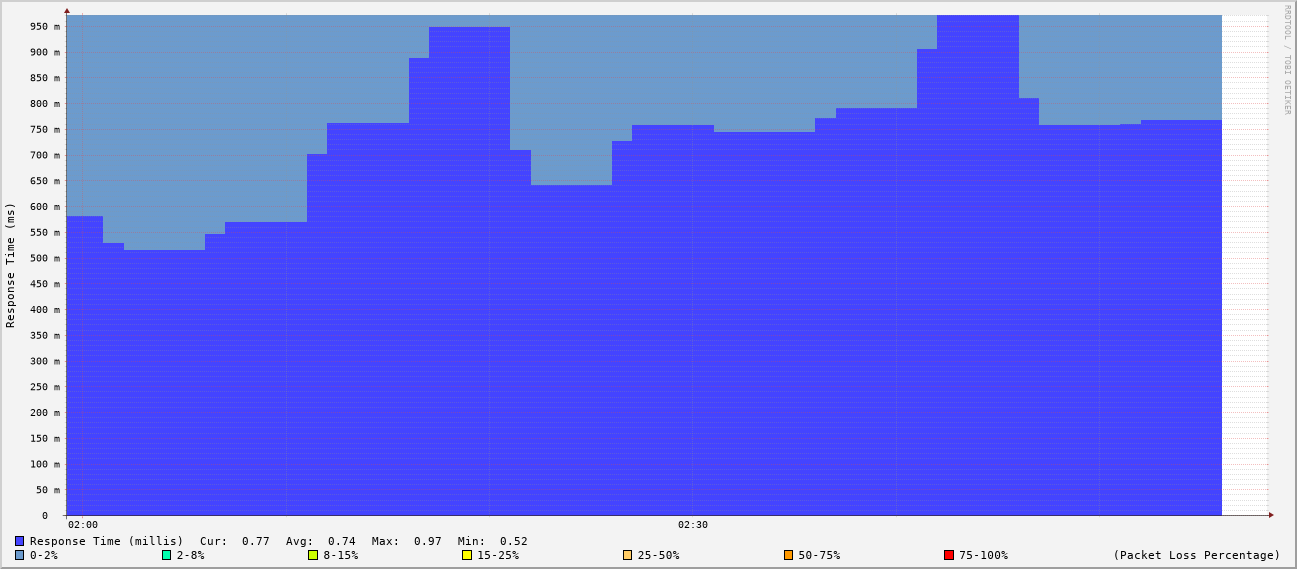 RRDTOOL / TOBI OETIKER
Response Time (ms)
950 m
900 m
850 m
800 m
750 m
700 m
650 m
600 m
550 m
500 m
450 m
400 m
350 m
300 m
250 m
200 m
150 m
100 m
50 m
0
02:00 02:30
Response Time (millis) Cur: 0.77 Avg: 0.74 Max: 0.97 Min: 0.52
0-2% 2-8% 8-15% 15-25% 25-50% 50-75% 75-100% (Packet Loss Percentage)